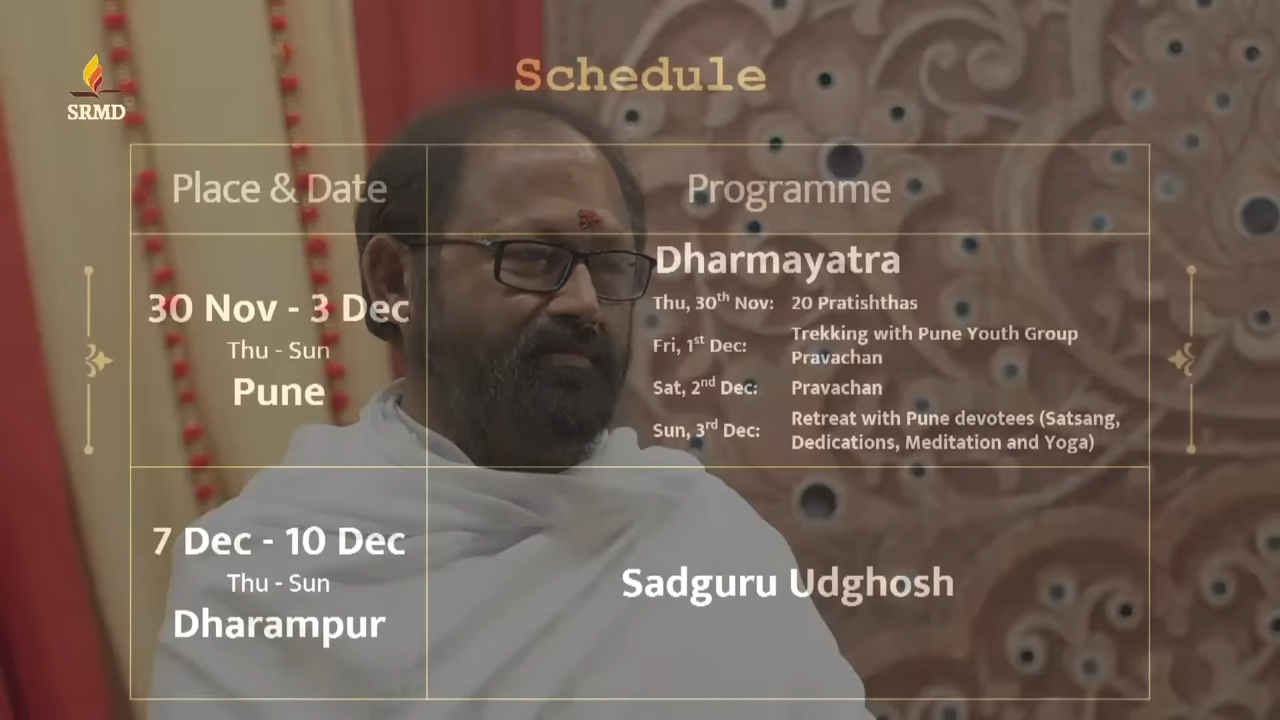 SRMD
Schedule
Place & Date
Programme
30 Nov - 3 Dec
Thu - Sun
Pune
Dharmayatra
Thu, 30th Nov: 20 Pratishthas
Fri, 1st Dec: Trekking with Pune Youth Group
Pravachan
Sat, 2nd Dec: Pravachan
Sun, 3rd Dec: Retreat with Pune devotees (Satsang,
Dedications, Meditation and Yoga)
7 Dec - 10 Dec
Thu - Sun
Dharampur
Sadguru Udghosh